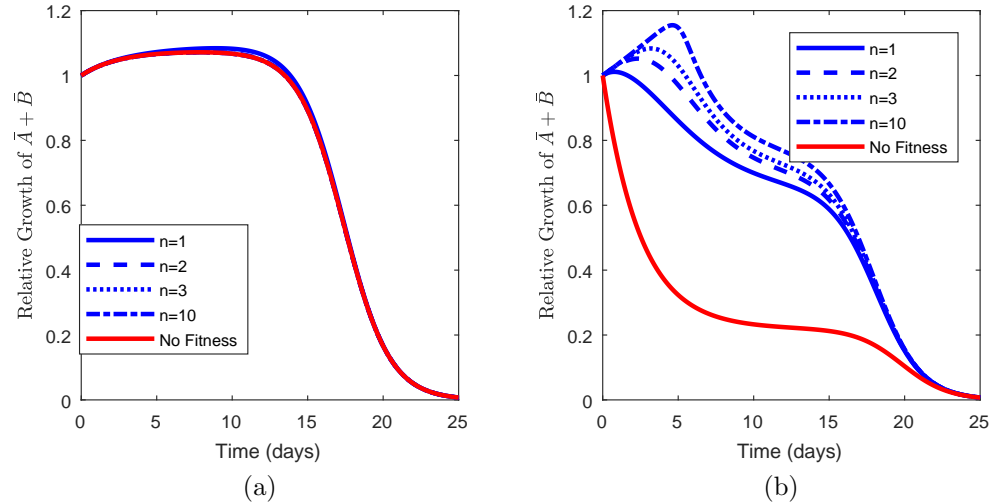 Relative Growth of Ā + B̄
1.2
1
0.8
0.6
0.4
0.2
0
n=1
n=2
n=3
n=10
No Fitness
0 5 10 15 20 25
Time (days)
(a)
Relative Growth of Ā + B̄
1.2
1
0.8
0.6
0.4
0.2
0
n=1
n=2
n=3
n=10
No Fitness
0 5 10 15 20 25
Time (days)
(b)